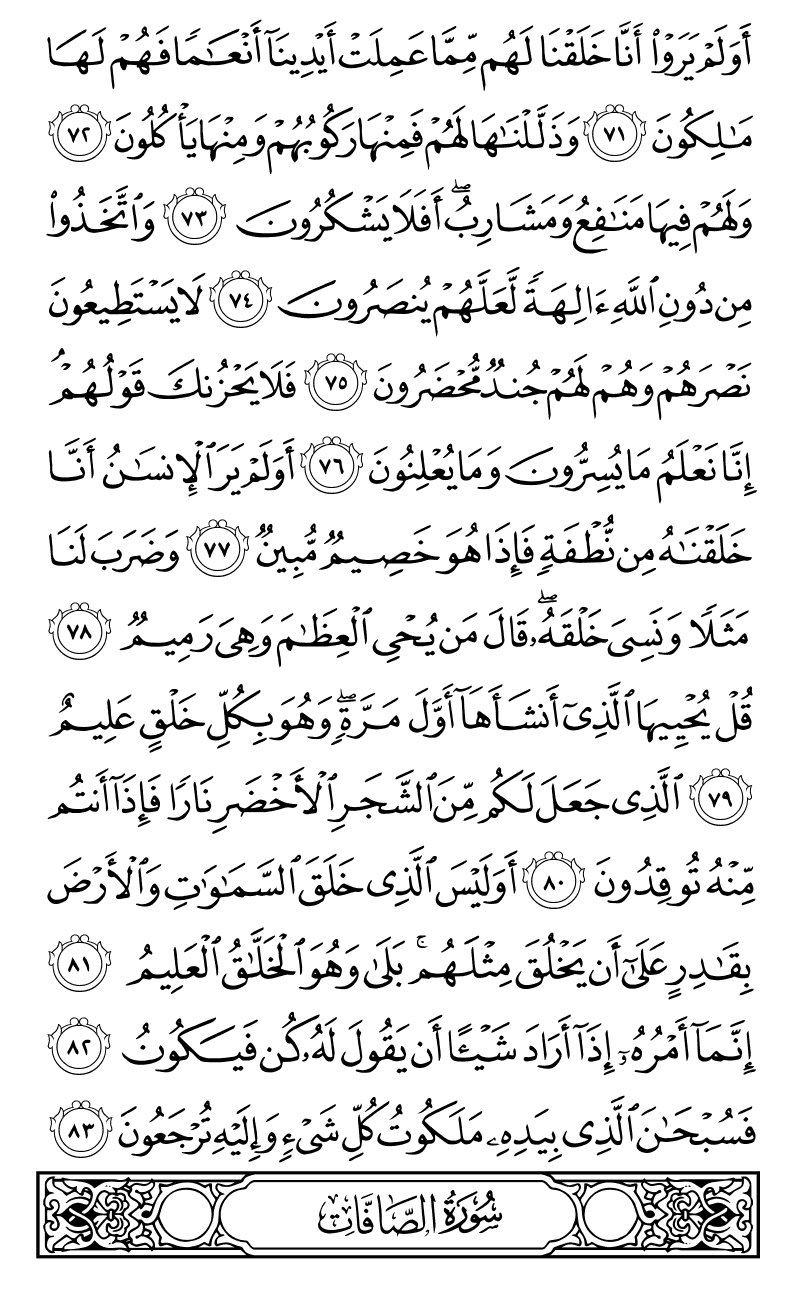 أَوَلَمْ يَرَوْا۟ أَنَّا خَلَقْنَا لَهُم مِّمَّا عَمِلَتْ أَيْدِينَآ أَنْعَـٰمًا فَهُمْ لَهَا
مَـٰلِكُونَ ٧١ وَذَلَّلْنَـٰهَا لَهُمْ فَمِنْهَا رَكُوبُهُمْ وَمِنْهَا يَأْكُلُونَ ٧٢
وَلَهُمْ فِيهَا مَنَـٰفِعُ وَمَشَارِبُ ۖ أَفَلَا يَشْكُرُونَ ٧٣ وَٱتَّخَذُوا۟
مِن دُونِ ٱللَّهِ ءَالِهَةً لَّعَلَّهُمْ يُنصَرُونَ ٧٤ لَا يَسْتَطِيعُونَ
نَصْرَهُمْ وَهُمْ لَهُمْ جُندٌ مُّحْضَرُونَ ٧٥ فَلَا يَحْزُنكَ قَوْلُهُمْ ۘ
إِنَّا نَعْلَمُ مَا يُسِرُّونَ وَمَا يُعْلِنُونَ ٧٦ أَوَلَمْ يَرَ ٱلْإِنسَـٰنُ أَنَّا
خَلَقْنَـٰهُ مِن نُّطْفَةٍ فَإِذَا هُوَ خَصِيمٌ مُّبِينٌ ٧٧ وَضَرَبَ لَنَا
مَثَلًا وَنَسِىَ خَلْقَهُۥ ۖ قَالَ مَن يُحْىِ ٱلْعِظَـٰمَ وَهِىَ رَمِيمٌ ٧٨
قُلْ يُحْيِيهَا ٱلَّذِىٓ أَنشَأَهَآ أَوَّلَ مَرَّةٍ ۖ وَهُوَ بِكُلِّ خَلْقٍ عَلِيمٌ
٧٩ ٱلَّذِى جَعَلَ لَكُم مِّنَ ٱلشَّجَرِ ٱلْأَخْضَرِ نَارًا فَإِذَآ أَنتُم
مِّنْهُ تُوقِدُونَ ٨٠ أَوَلَيْسَ ٱلَّذِى خَلَقَ ٱلسَّمَـٰوَٰتِ وَٱلْأَرْضَ
بِقَـٰدِرٍ عَلَىٰٓ أَن يَخْلُقَ مِثْلَهُم ۚ بَلَىٰ وَهُوَ ٱلْخَلَّـٰقُ ٱلْعَلِيمُ ٨١
إِنَّمَآ أَمْرُهُۥٓ إِذَآ أَرَادَ شَيْـًٔا أَن يَقُولَ لَهُۥ كُن فَيَكُونُ ٨٢
فَسُبْحَـٰنَ ٱلَّذِى بِيَدِهِۦ مَلَكُوتُ كُلِّ شَىْءٍ وَإِلَيْهِ تُرْجَعُونَ ٨٣
سُورَةُ الصَّافَّاتِ